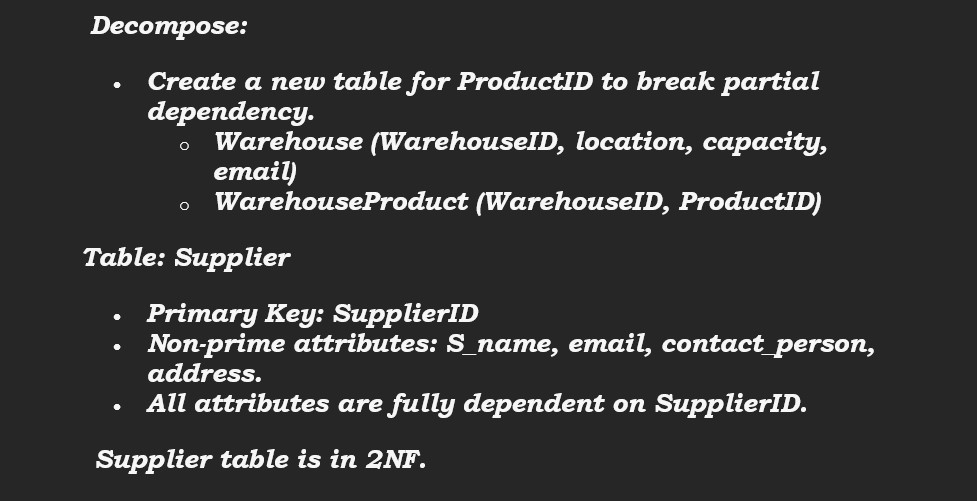 Decompose:
• Create a new table for ProductID to break partial
dependency.
○ Warehouse (WarehouseID, location, capacity,
email)
○ WarehouseProduct (WarehouseID, ProductID)
Table: Supplier
• Primary Key: SupplierID
• Non-prime attributes: S_name, email, contact_person,
address.
• All attributes are fully dependent on SupplierID.
Supplier table is in 2NF.